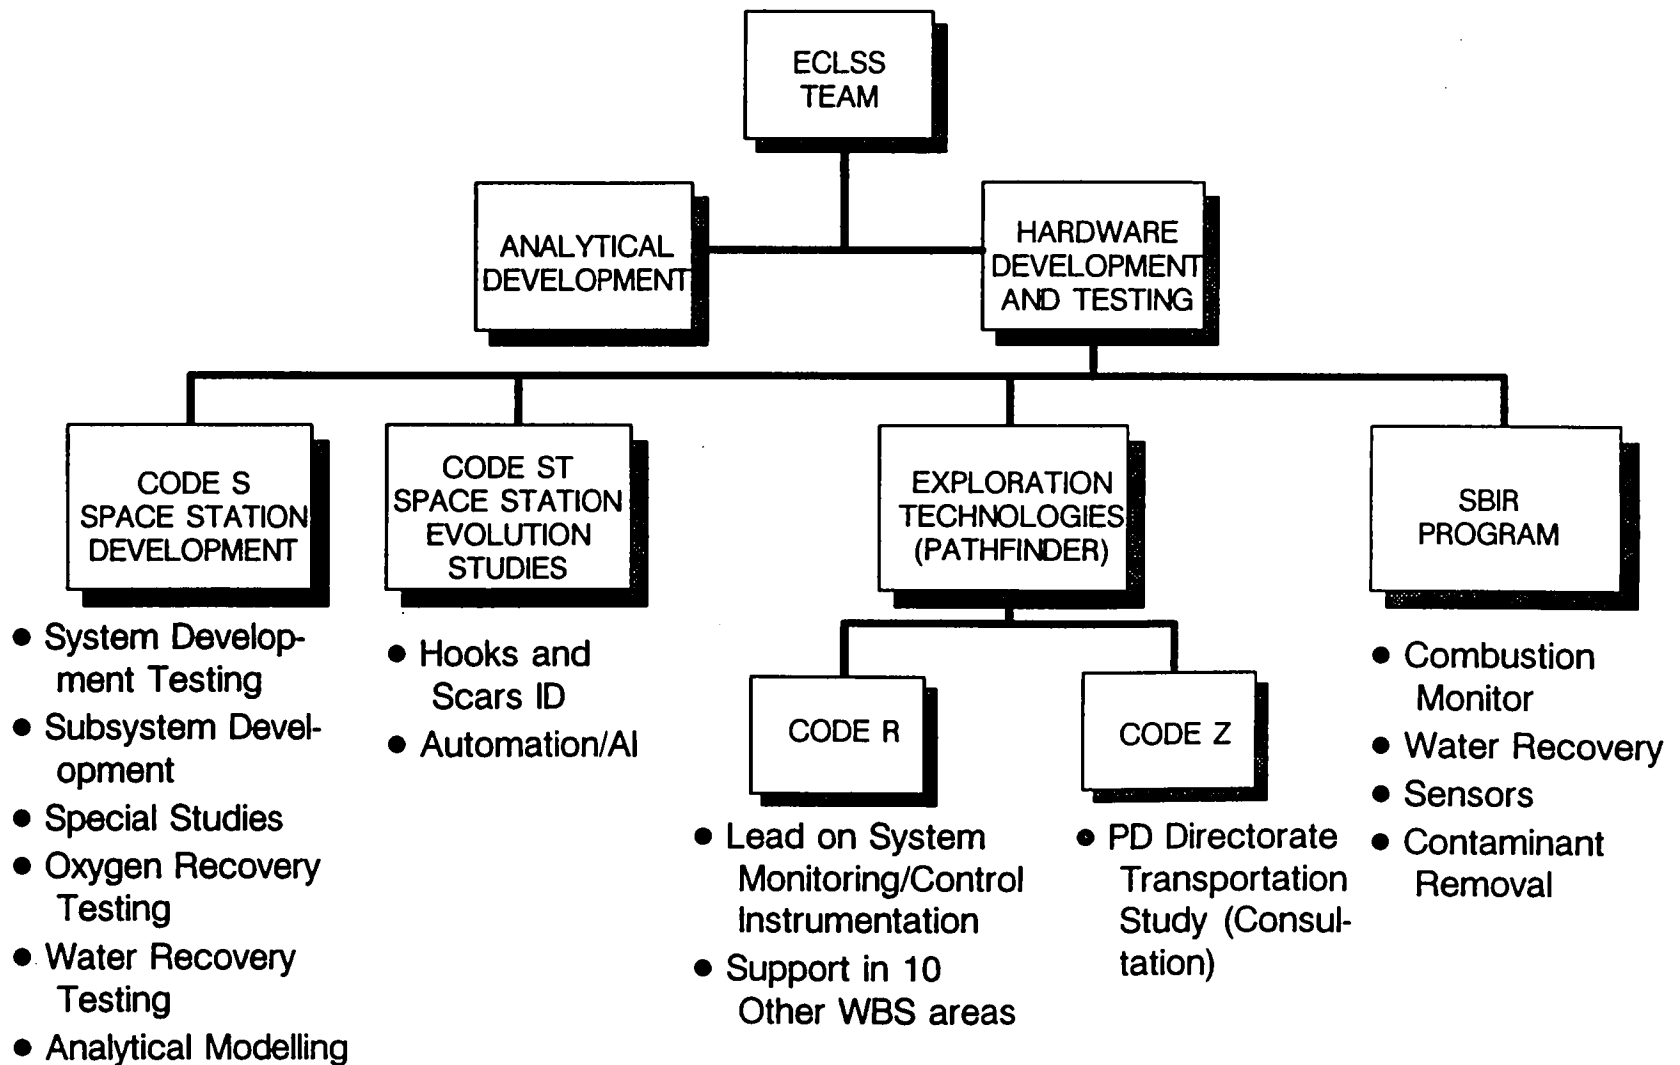 ECLSS
TEAM
ANALYTICAL
DEVELOPMENT
HARDWARE
DEVELOPMENT
AND TESTING
CODE S
SPACE STATION
DEVELOPMENT
CODE ST
SPACE STATION
EVOLUTION
STUDIES
EXPLORATION
TECHNOLOGIES
(PATHFINDER)
SBIR
PROGRAM
● System Develop-
ment Testing
● Subsystem Devel-
opment
● Special Studies
● Oxygen Recovery
Testing
● Water Recovery
Testing
● Analytical Modelling
● Hooks and
Scars ID
● Automation/AI
CODE R
● Lead on System
Monitoring/Control
Instrumentation
● Support in 10
Other WBS areas
CODE Z
● PD Directorate
Transportation
Study (Consul-
tation)
● Combustion
Monitor
● Water Recovery
● Sensors
● Contaminant
Removal